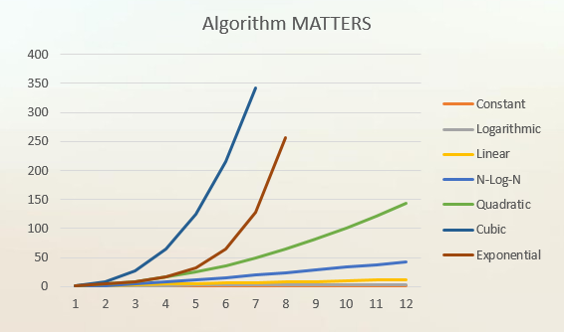 Algorithm MATTERS
400
350
300
250
200
150
100
50
0
1 2 3 4 5 6 7 8 9 10 11 12
Constant
Logarithmic
Linear
N-Log-N
Quadratic
Cubic
Exponential